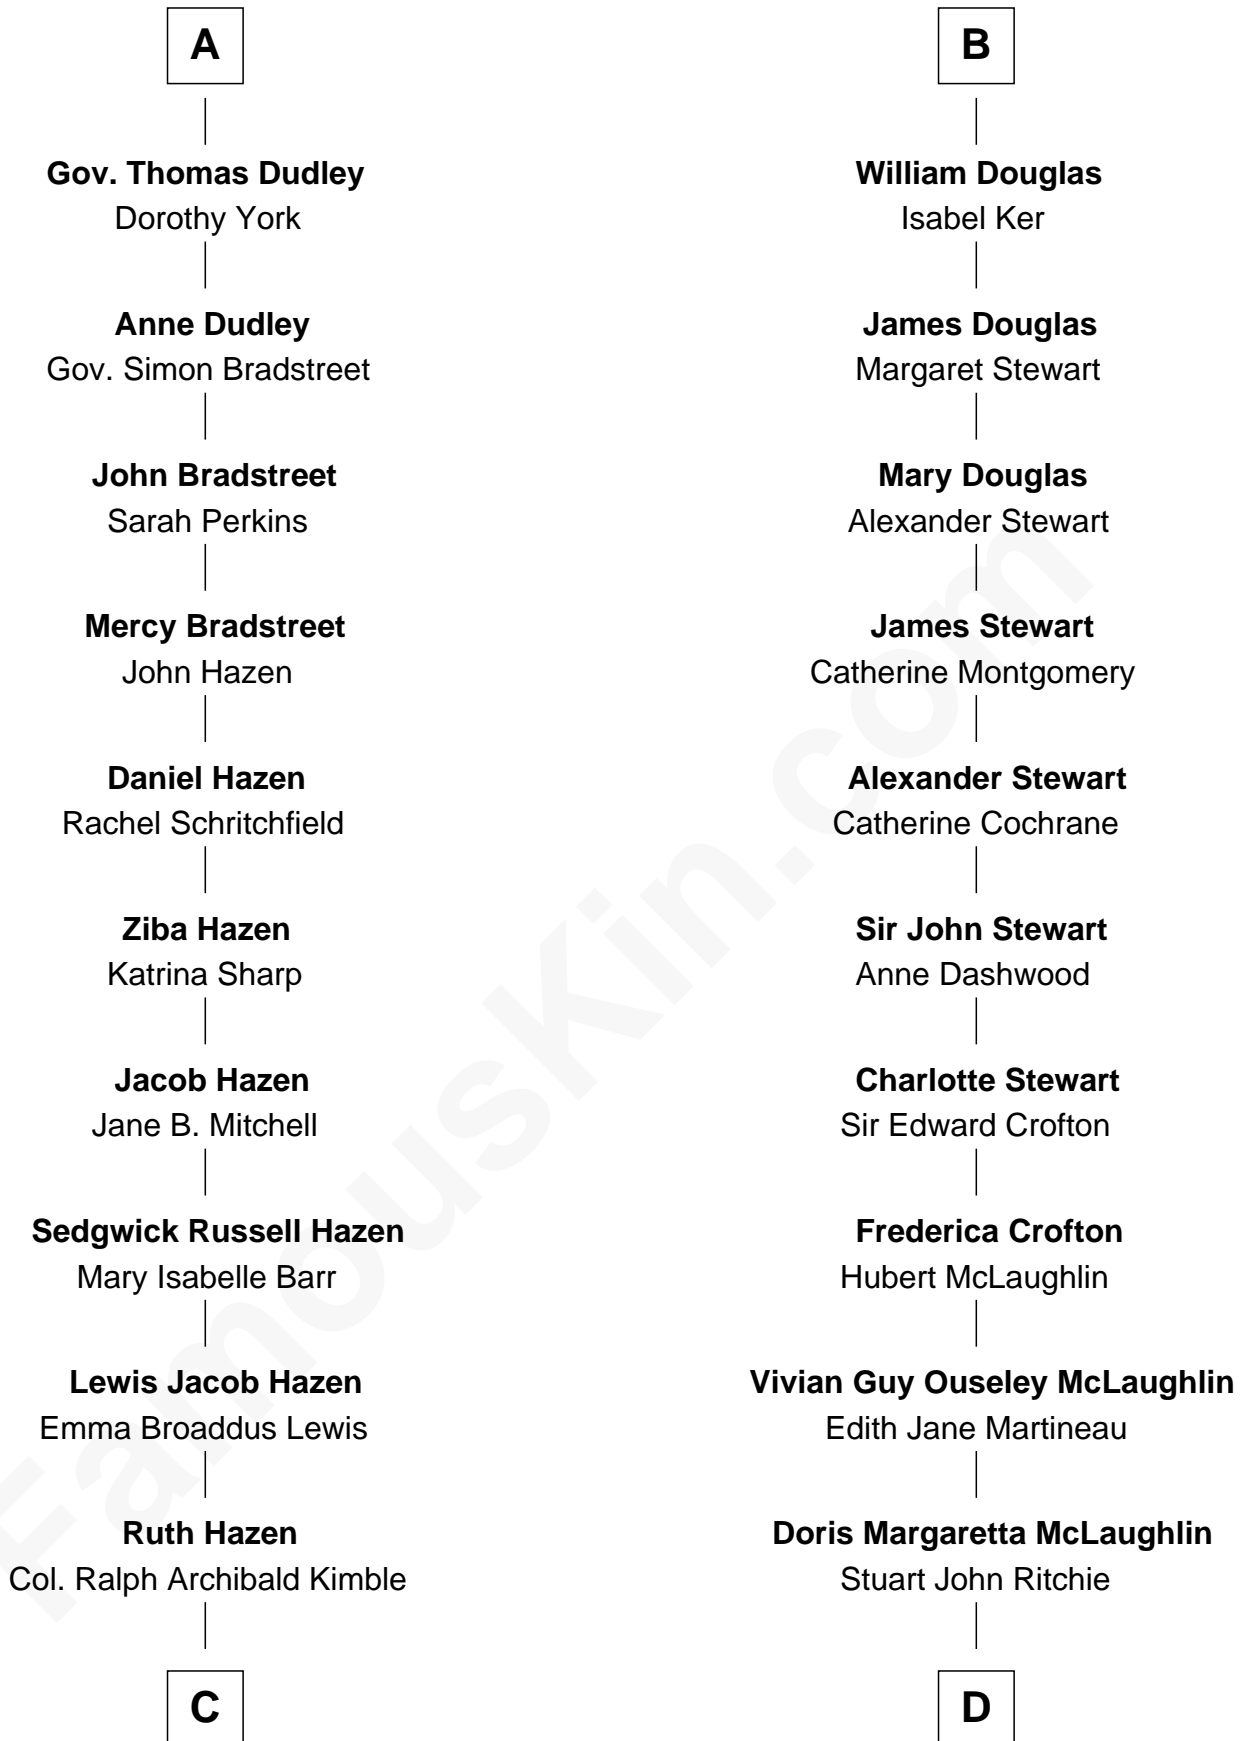 A
Gov. Thomas Dudley
Dorothy York
Anne Dudley
Gov. Simon Bradstreet
John Bradstreet
Sarah Perkins
Mercy Bradstreet
John Hazen
Daniel Hazen
Rachel Schritchfield
Ziba Hazen
Katrina Sharp
Jacob Hazen
Jane B. Mitchell
Sedgwick Russell Hazen
Mary Isabelle Barr
Lewis Jacob Hazen
Emma Broaddus Lewis
Ruth Hazen
Col. Ralph Archibald Kimble
C
B
William Douglas
Isabel Ker
James Douglas
Margaret Stewart
Mary Douglas
Alexander Stewart
James Stewart
Catherine Montgomery
Alexander Stewart
Catherine Cochrane
Sir John Stewart
Anne Dashwood
Charlotte Stewart
Sir Edward Crofton
Frederica Crofton
Hubert McLaughlin
Vivian Guy Ouseley McLaughlin
Edith Jane Martineau
Doris Margaretta McLaughlin
Stuart John Ritchie
D
FamousKin.com